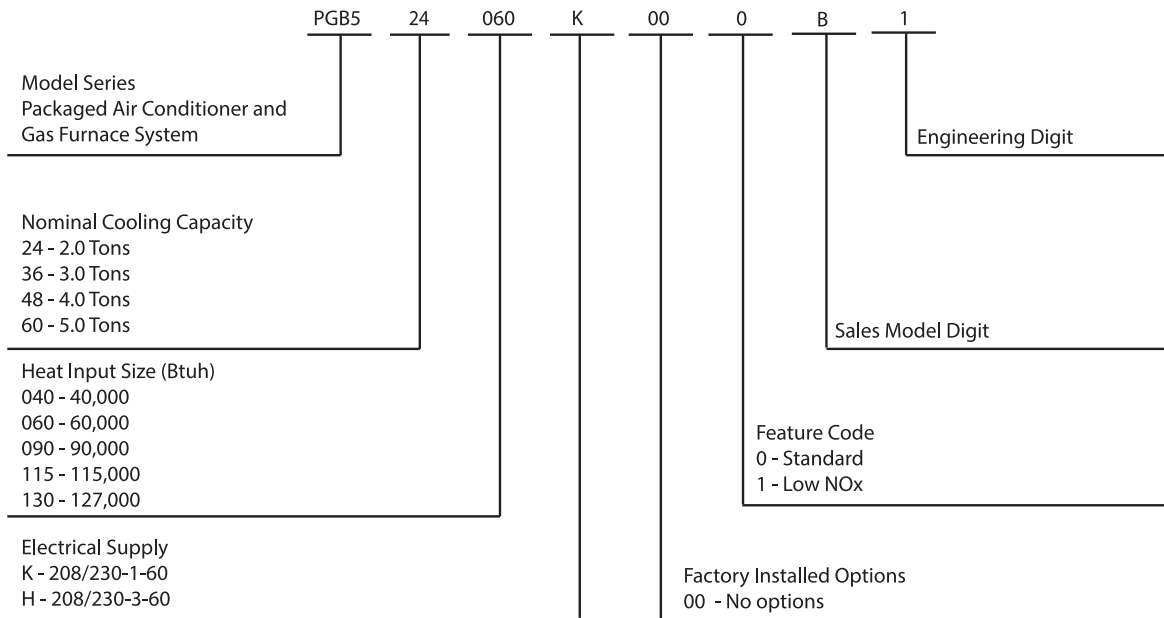 PGB5 24 060 K 00 0 B 1
Model Series
Packaged Air Conditioner and
Gas Furnace System
Engineering Digit
Nominal Cooling Capacity
24 - 2.0 Tons
36 - 3.0 Tons
48 - 4.0 Tons
60 - 5.0 Tons
Sales Model Digit
Heat Input Size (Btuh)
040 - 40,000
060 - 60,000
090 - 90,000
115 - 115,000
130 - 127,000
Feature Code
0 - Standard
1 - Low NOx
Electrical Supply
K - 208/230-1-60
H - 208/230-3-60
Factory Installed Options
00 - No options